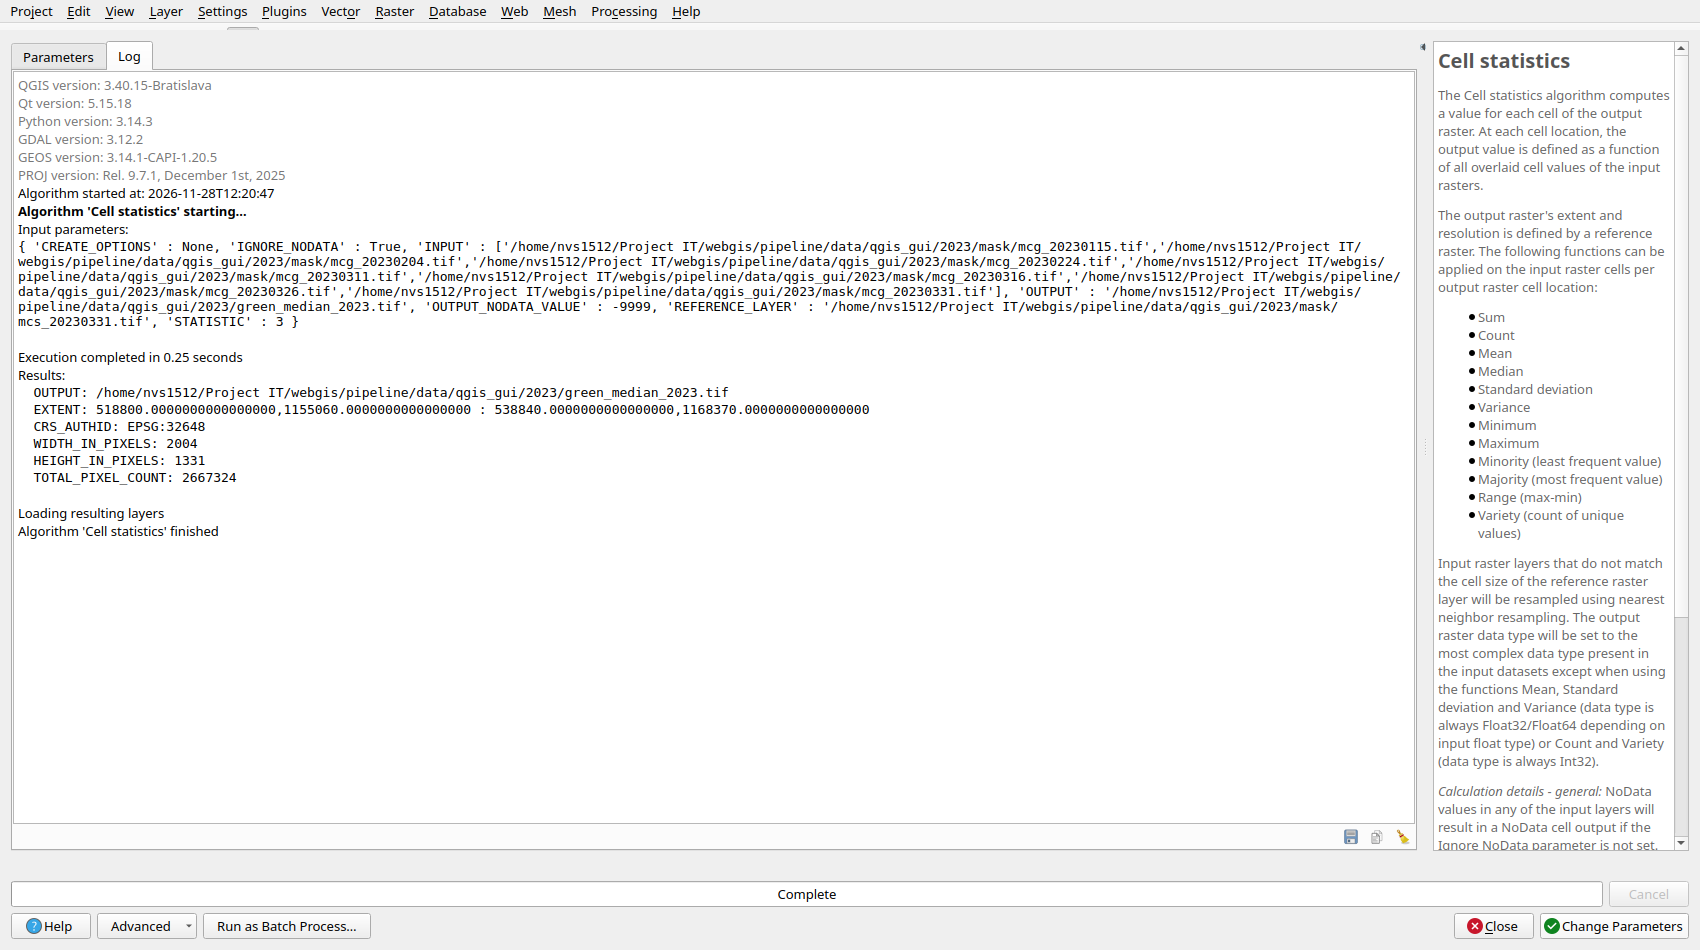 Project Edit View Layer Settings Plugins Vector Raster Database Web Mesh Processing Help
Parameters Log
QGIS version: 3.40.15-Bratislava
Qt version: 5.15.18
Python version: 3.14.3
GDAL version: 3.12.2
GEOS version: 3.14.1-CAPI-1.20.5
PROJ version: Rel. 9.7.1, December 1st, 2025
Algorithm started at: 2026-11-28T12:20:47
Algorithm 'Cell statistics' starting...
Input parameters:
{ 'CREATE_OPTIONS' : None, 'IGNORE_NODATA' : True, 'INPUT' : ['/home/nvs1512/Project IT/webgis/pipeline/data/qgis_gui/2023/mask/mcg_20230115.tif','/home/nvs1512/Project IT/
webgis/pipeline/data/qgis_gui/2023/mask/mcg_20230204.tif','/home/nvs1512/Project IT/webgis/pipeline/data/qgis_gui/2023/mask/mcg_20230224.tif','/home/nvs1512/Project IT/webgis/
pipeline/data/qgis_gui/2023/mask/mcg_20230311.tif','/home/nvs1512/Project IT/webgis/pipeline/data/qgis_gui/2023/mask/mcg_20230316.tif','/home/nvs1512/Project IT/webgis/pipeline/
data/qgis_gui/2023/mask/mcg_20230326.tif','/home/nvs1512/Project IT/webgis/pipeline/data/qgis_gui/2023/mask/mcg_20230331.tif'], 'OUTPUT' : '/home/nvs1512/Project IT/webgis/
pipeline/data/qgis_gui/2023/green_median_2023.tif', 'OUTPUT_NODATA_VALUE' : -9999, 'REFERENCE_LAYER' : '/home/nvs1512/Project IT/webgis/pipeline/data/qgis_gui/2023/mask/
mcs_20230331.tif', 'STATISTIC' : 3 }
Execution completed in 0.25 seconds
Results:
OUTPUT: /home/nvs1512/Project IT/webgis/pipeline/data/qgis_gui/2023/green_median_2023.tif
EXTENT: 518800.0000000000000000,1155060.0000000000000000 : 538840.0000000000000000,1168370.0000000000000000
CRS_AUTHID: EPSG:32648
WIDTH_IN_PIXELS: 2004
HEIGHT_IN_PIXELS: 1331
TOTAL_PIXEL_COUNT: 2667324
Loading resulting layers
Algorithm 'Cell statistics' finished
Cell statistics
The Cell statistics algorithm computes
a value for each cell of the output
raster. At each cell location, the
output value is defined as a function
of all overlaid cell values of the input
rasters.
The output raster's extent and
resolution is defined by a reference
raster. The following functions can be
applied on the input raster cells per
output raster cell location:
Sum
Count
Mean
Median
Standard deviation
Variance
Minimum
Maximum
Minority (least frequent value)
Majority (most frequent value)
Range (max-min)
Variety (count of unique
values)
Input raster layers that do not match
the cell size of the reference raster
layer will be resampled using nearest
neighbor resampling. The output
raster data type will be set to the
most complex data type present in
the input datasets except when using
the functions Mean, Standard
deviation and Variance (data type is
always Float32/Float64 depending on
input float type) or Count and Variety
(data type is always Int32).
Calculation details - general: NoData
values in any of the input layers will
result in a NoData cell output if the
Ignore NoData parameter is not set.
Complete
Cancel
Help Advanced Run as Batch Process... Close Change Parameters